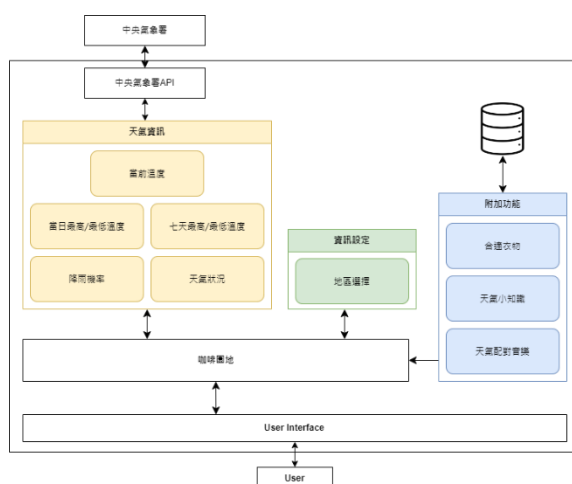 中央氣象署
中央氣象署API
天氣資訊
當前溫度
當日最高/最低溫度
七天最高/最低溫度
降雨機率
天氣狀況
資訊設定
地區選擇
附加功能
合適衣材
天氣小知識
天氣配對音樂
咖啡園地
User Interface
User